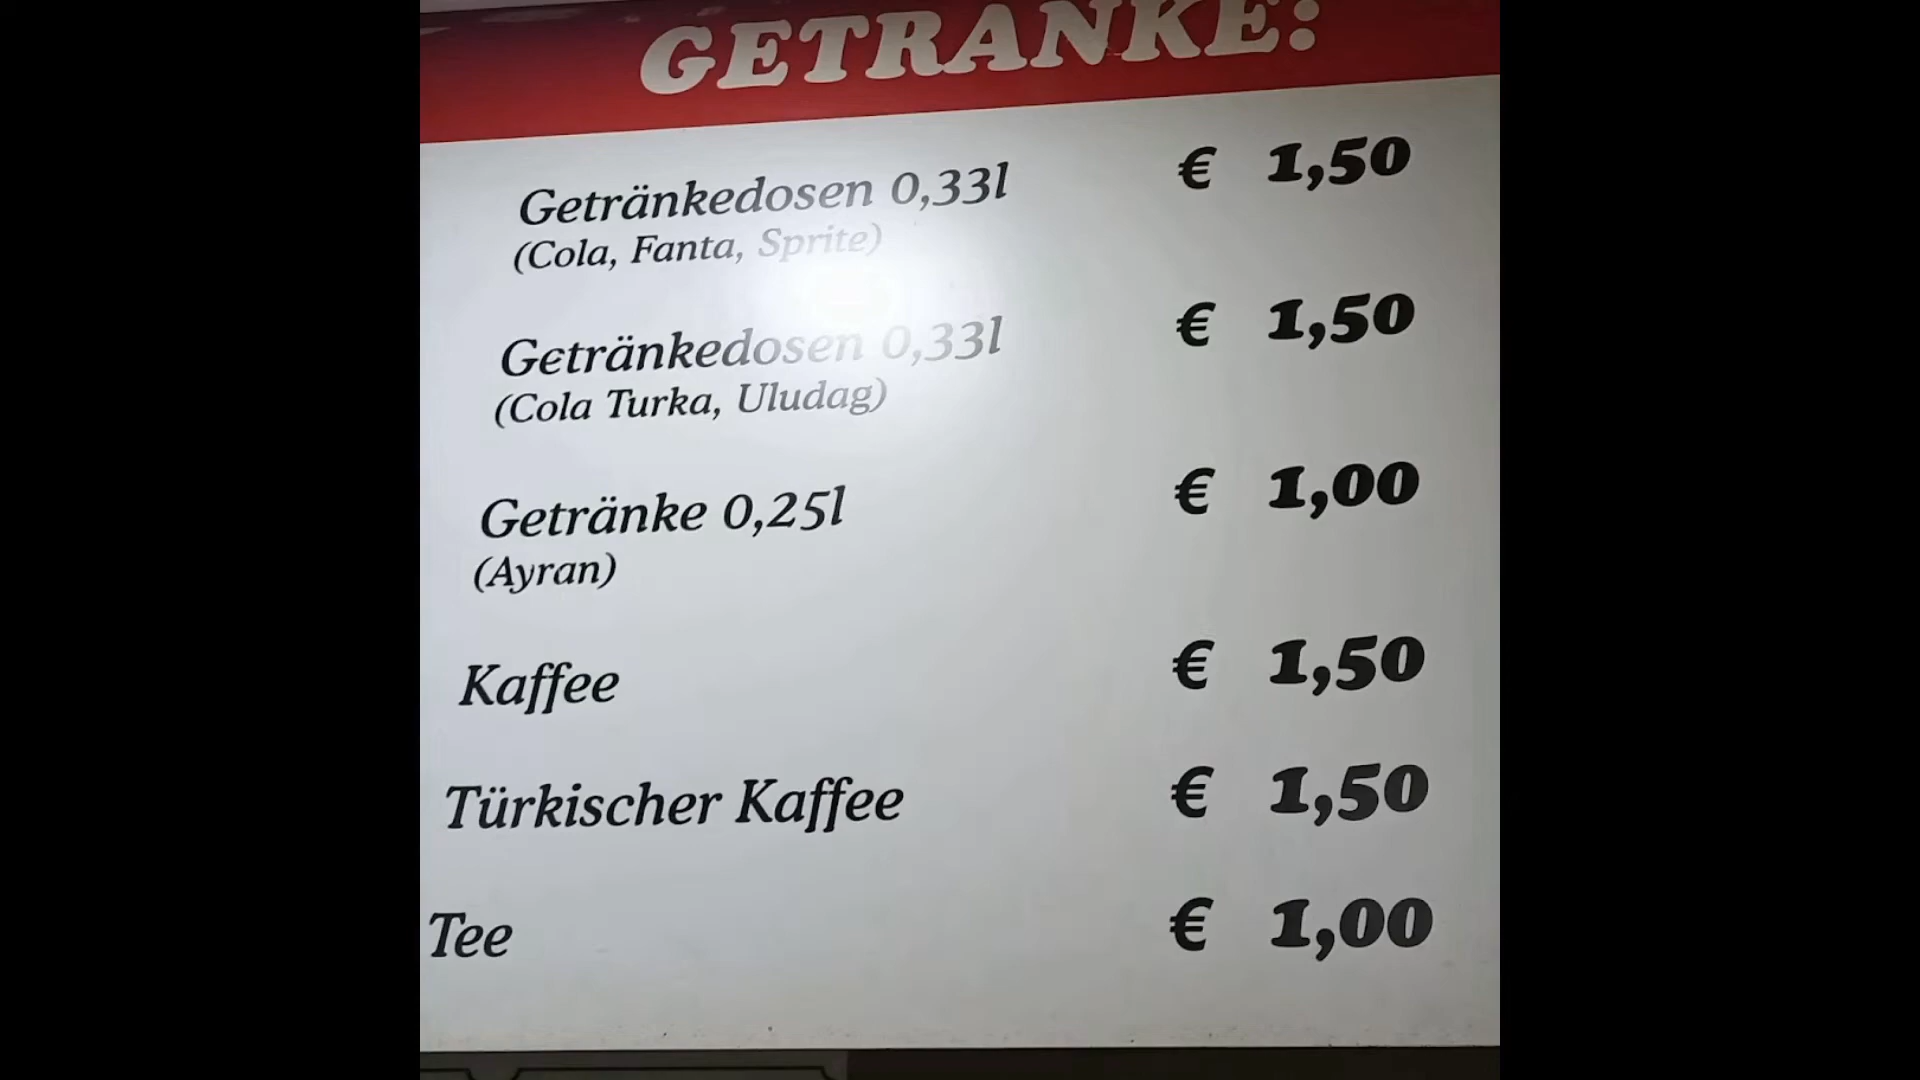 GETRÄNKE:
Getränkedosen 0,33l € 1,50
(Cola, Fanta, Sprite)
Getränkedosen 0,33l € 1,50
(Cola Turka, Uludag)
Getränke 0,25l € 1,00
(Ayran)
Kaffee € 1,50
Türkischer Kaffee € 1,50
Tee € 1,00